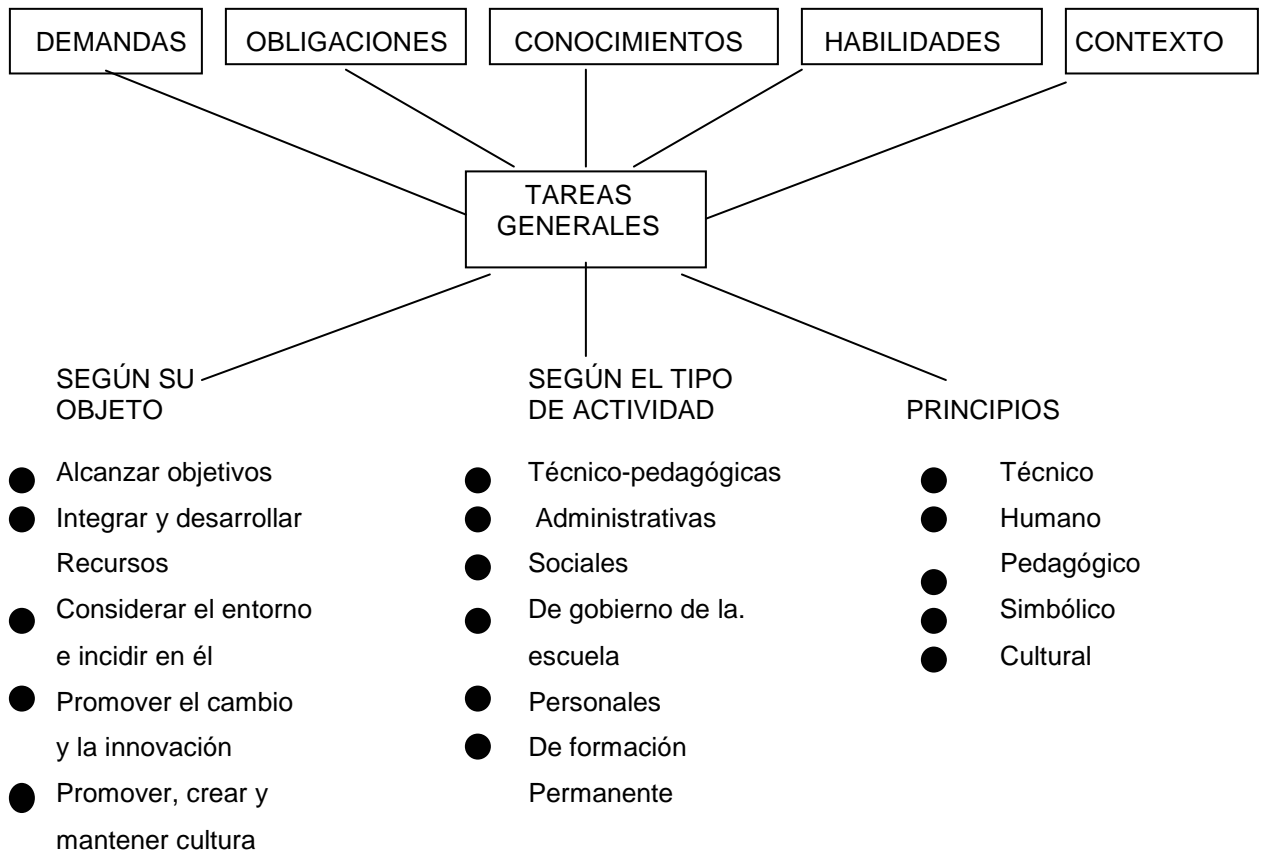 DEMANDAS
OBLIGACIONES
CONOCIMIENTOS
HABILIDADES
CONTEXTO
TAREAS
GENERALES
SEGÚN SU
OBJETO
Alcanzar objetivos
Integrar y desarrollar
Recursos
Considerar el entorno
e incidir en él
Promover el cambio
y la innovación
Promover, crear y
mantener cultura
SEGÚN EL TIPO
DE ACTIVIDAD
Técnico-pedagógicas
Administrativas
Sociales
De gobierno de la.
escuela
Personales
De formación
Permanente
PRINCIPIOS
Técnico
Humano
Pedagógico
Simbólico
Cultural